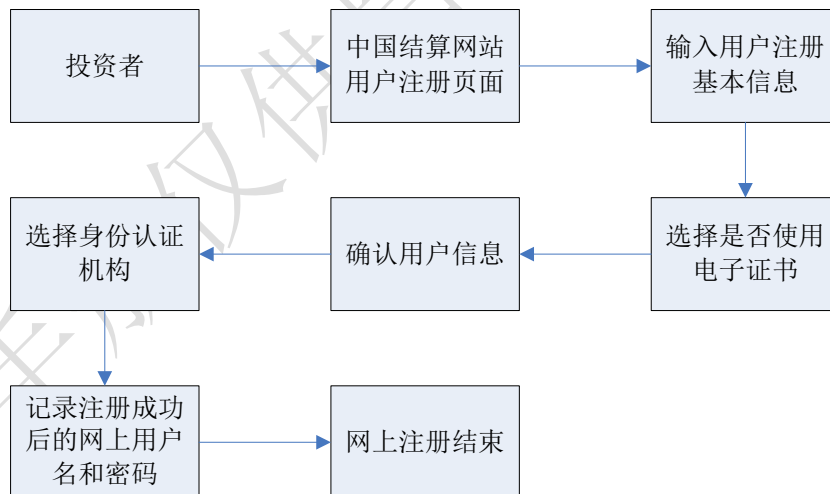 投资者
中国结算网站
用户注册页面
输入用户注册
基本信息
选择是否使用
电子证书
确认用户信息
选择身份认证
机构
记录注册成功
后的网上用户
名和密码
网上注册结束
仅供